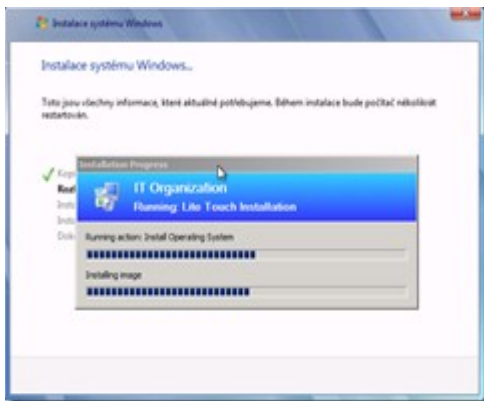 Instalace systému Windows
Instalace systému Windows...
Toto jsou všechny informace, které aktuálně potřebujeme. Během instalace bude počítač několikrát
restartován.
Installation Progress
IT Organization
Running: Lite Touch Installation
Running action: Install Operating System
Installing image